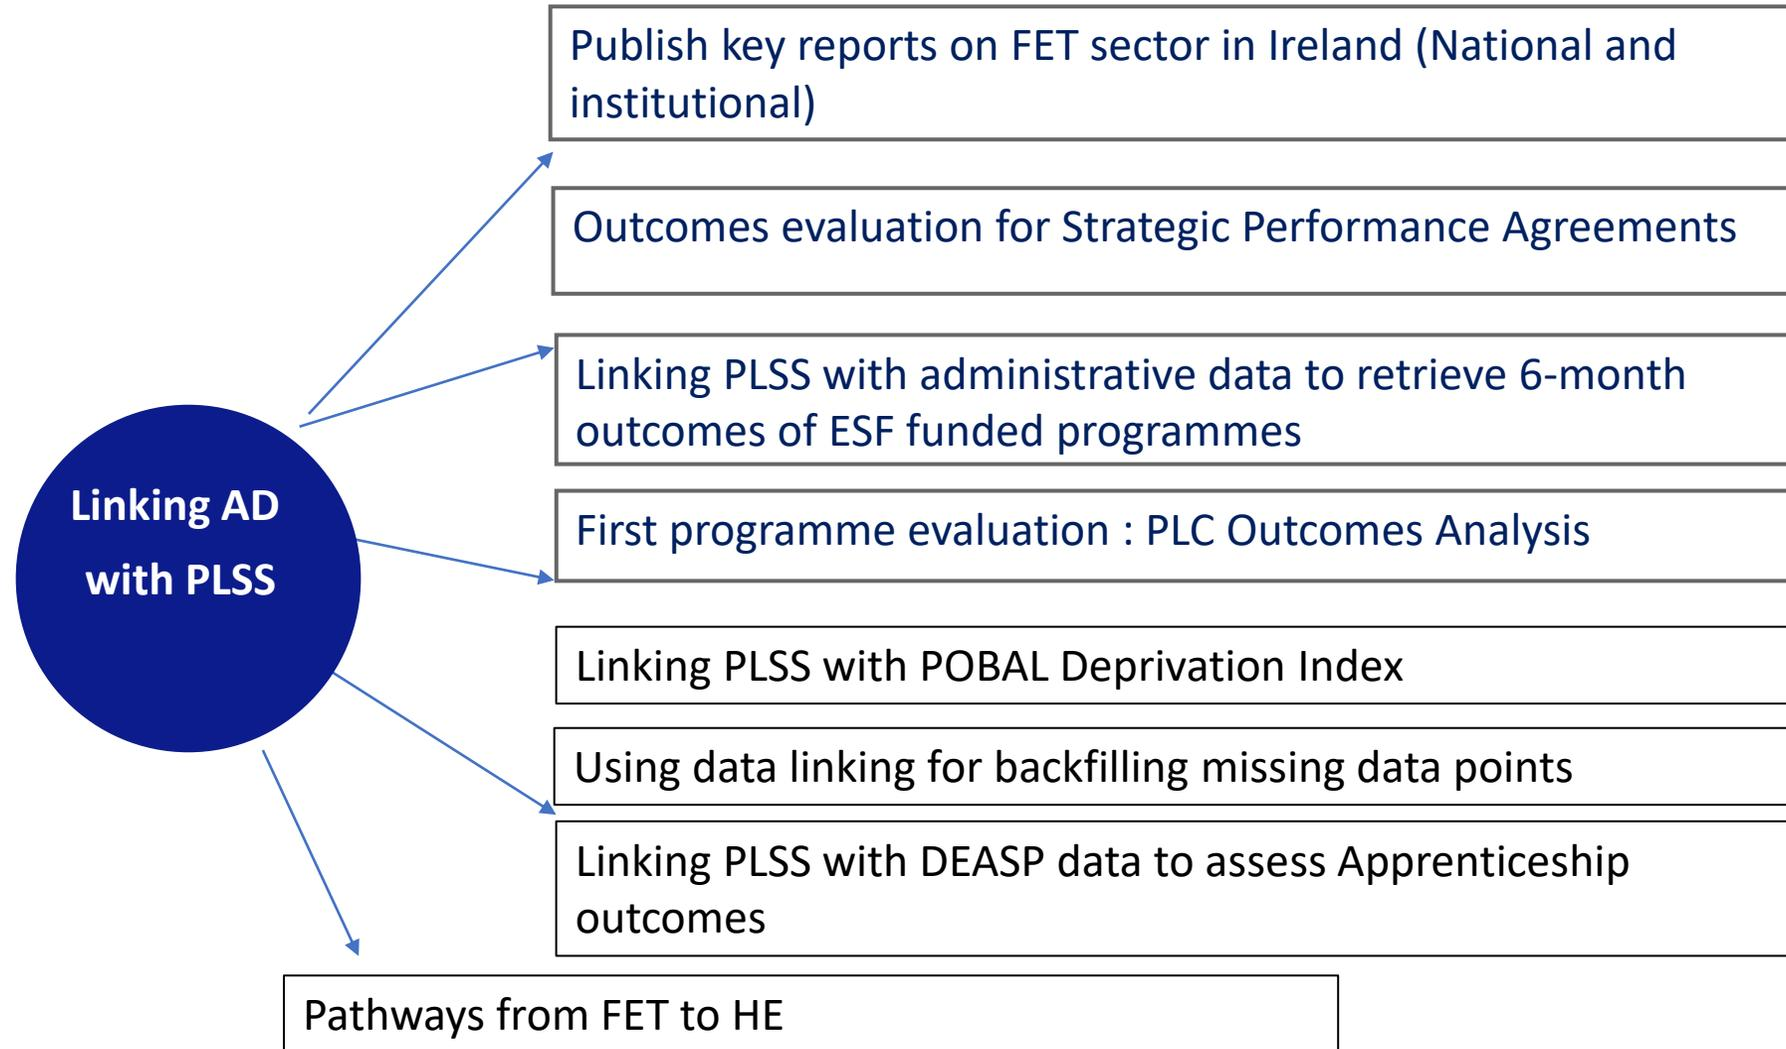 Publish key reports on FET sector in Ireland (National and
institutional)
Outcomes evaluation for Strategic Performance Agreements
Linking PLSS with administrative data to retrieve 6-month
outcomes of ESF funded programmes
Linking AD
with PLSS
First programme evaluation : PLC Outcomes Analysis
Linking PLSS with POBAL Deprivation Index
Using data linking for backfilling missing data points
Linking PLSS with DEASP data to assess Apprenticeship
outcomes
Pathways from FET to HE